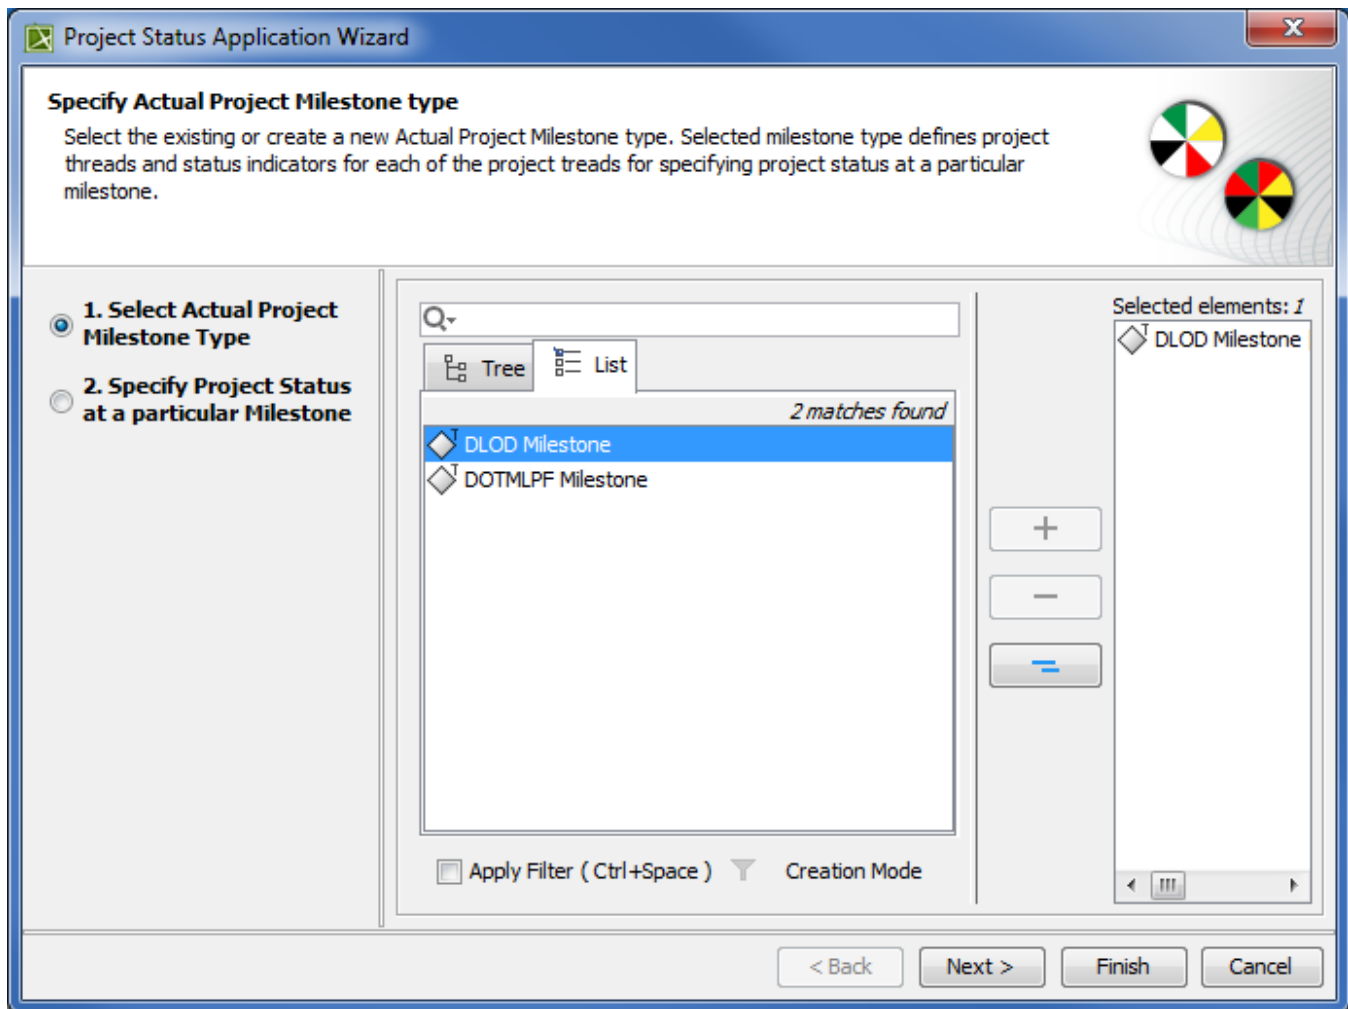 Project Status Application Wizard
Specify Actual Project Milestone type
Select the existing or create a new Actual Project Milestone type. Selected milestone type defines project
threads and status indicators for each of the project treads for specifying project status at a particular
milestone.
1. Select Actual Project
Milestone Type
2. Specify Project Status
at a particular Milestone
Tree
List
2 matches found
DLOD Milestone
DOTMLPF Milestone
Apply Filter ( Ctrl+Space )
Creation Mode
Selected elements: 1
DLOD Milestone
< Back
Next >
Finish
Cancel